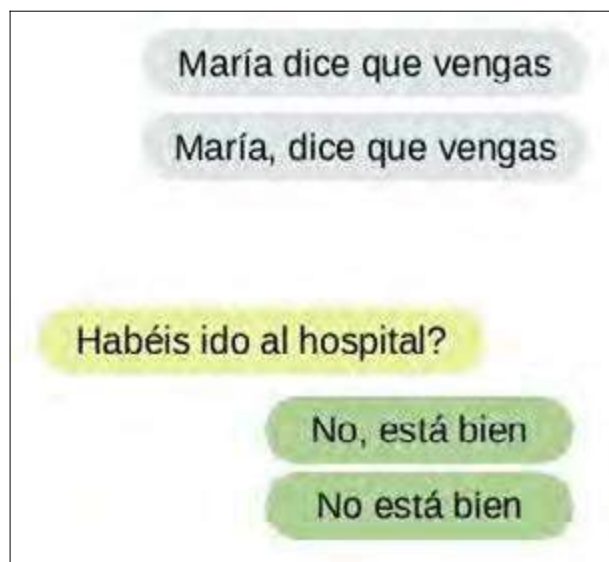 María dice que vengas
María, dice que vengas
Habéis ido al hospital?
No, está bien
No está bien